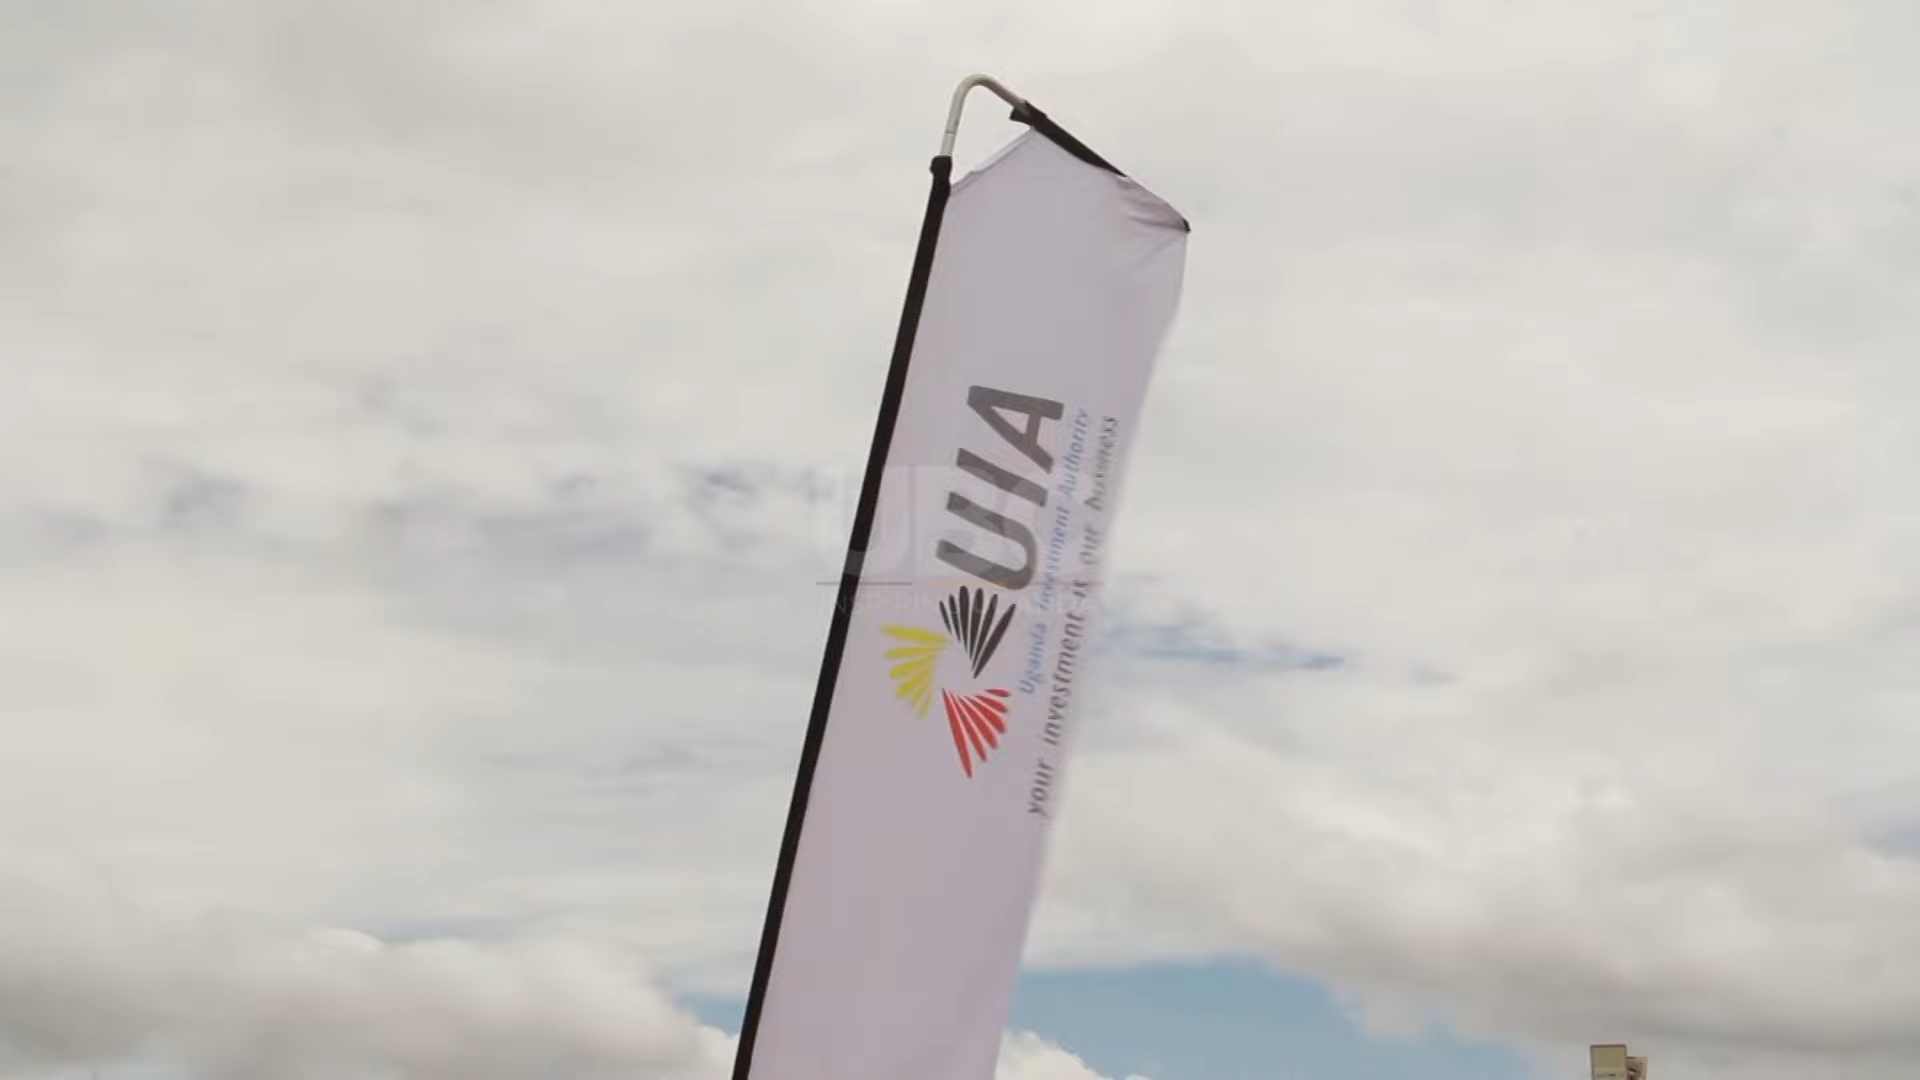 UIA
Uganda Investment Authority
your investment is our business